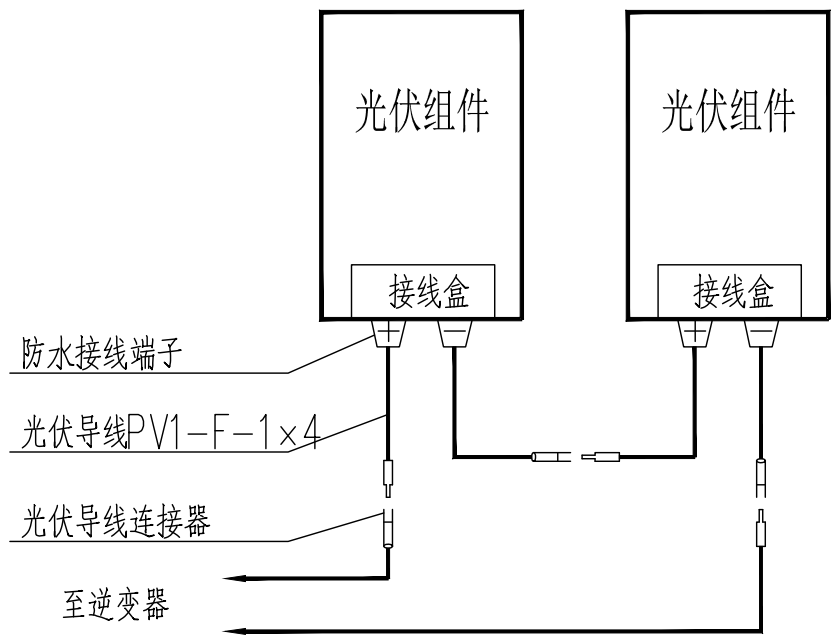 光伏组件 光伏组件
接线盒 接线盒
防水接线端子
光伏导线PV1-F-1×4
光伏导线连接器
至逆变器